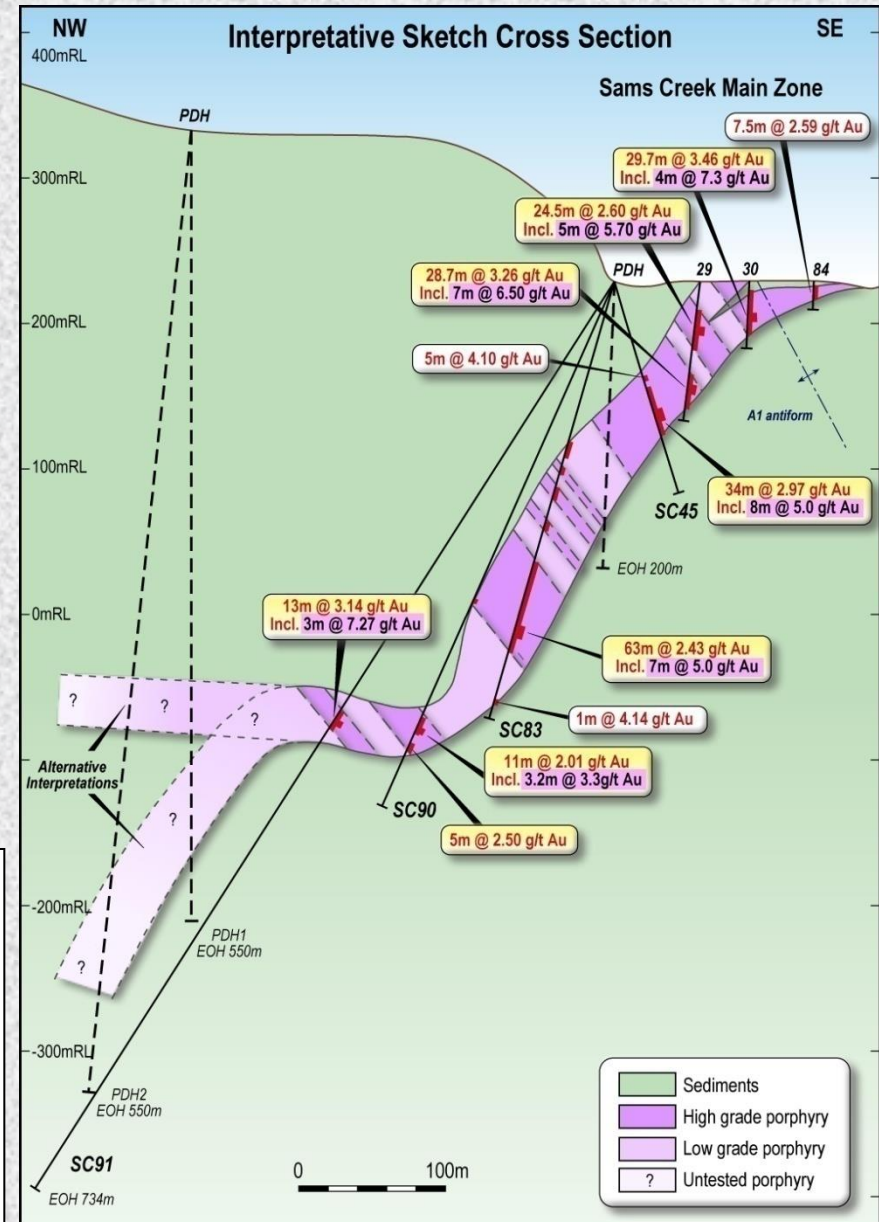 NW
Interpretative Sketch Cross Section
SE
400mRL
Sams Creek Main Zone
PDH
7.5m @ 2.59 g/t Au
29.7m @ 3.46 g/t Au
Incl. 4m @ 7.3 g/t Au
300mRL
24.5m @ 2.60 g/t Au
Incl. 5m @ 5.70 g/t Au
28.7m @ 3.26 g/t Au
Incl. 7m @ 6.50 g/t Au
PDH
29
30
84
200mRL
5m @ 4.10 g/t Au
A1 antiform
100mRL
34m @ 2.97 g/t Au
Incl. 8m @ 5.0 g/t Au
SC45
EOH 200m
0mRL
13m @ 3.14 g/t Au
Incl. 3m @ 7.27 g/t Au
63m @ 2.43 g/t Au
Incl. 7m @ 5.0 g/t Au
?
?
?
1m @ 4.14 g/t Au
SC83
Alternative
Interpretations
11m @ 2.01 g/t Au
Incl. 3.2m @ 3.3g/t Au
SC90
?
5m @ 2.50 g/t Au
-200mRL
PDH1
EOH 550m
?
-300mRL
PDH2
EOH 550m
SC91
EOH 734m
0
100m
Sediments
High grade porphyry
Low grade porphyry
? Untested porphyry